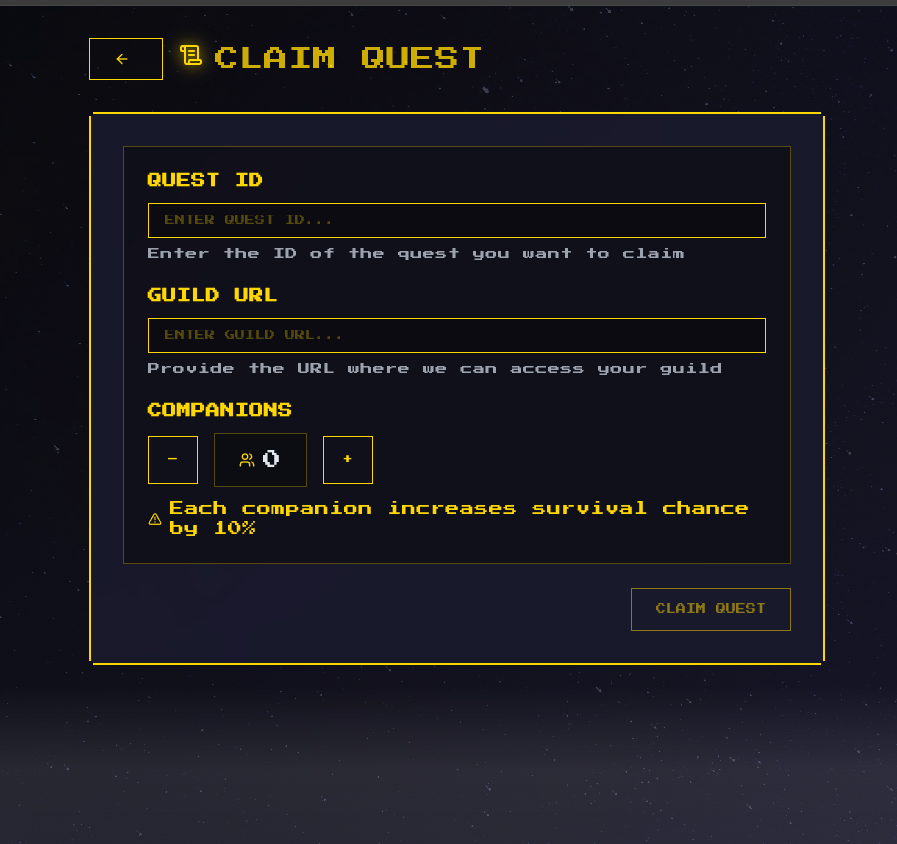 CLAIM QUEST
QUEST ID
ENTER QUEST ID...
Enter the ID of the quest you want to claim
GUILD URL
ENTER GUILD URL...
Provide the URL where we can access your guild
COMPANIONS
- 0 +
Each companion increases survival chance
by 10%
CLAIM QUEST